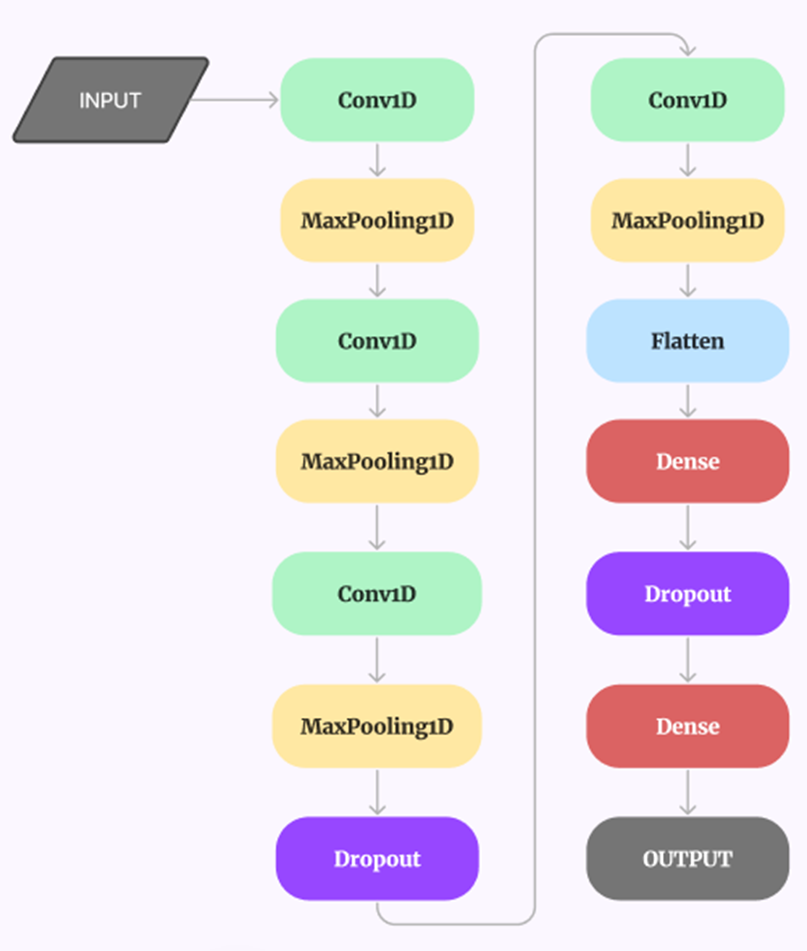 INPUT
Conv1D
MaxPooling1D
Conv1D
MaxPooling1D
Conv1D
MaxPooling1D
Dropout
Conv1D
MaxPooling1D
Flatten
Dense
Dropout
Dense
OUTPUT